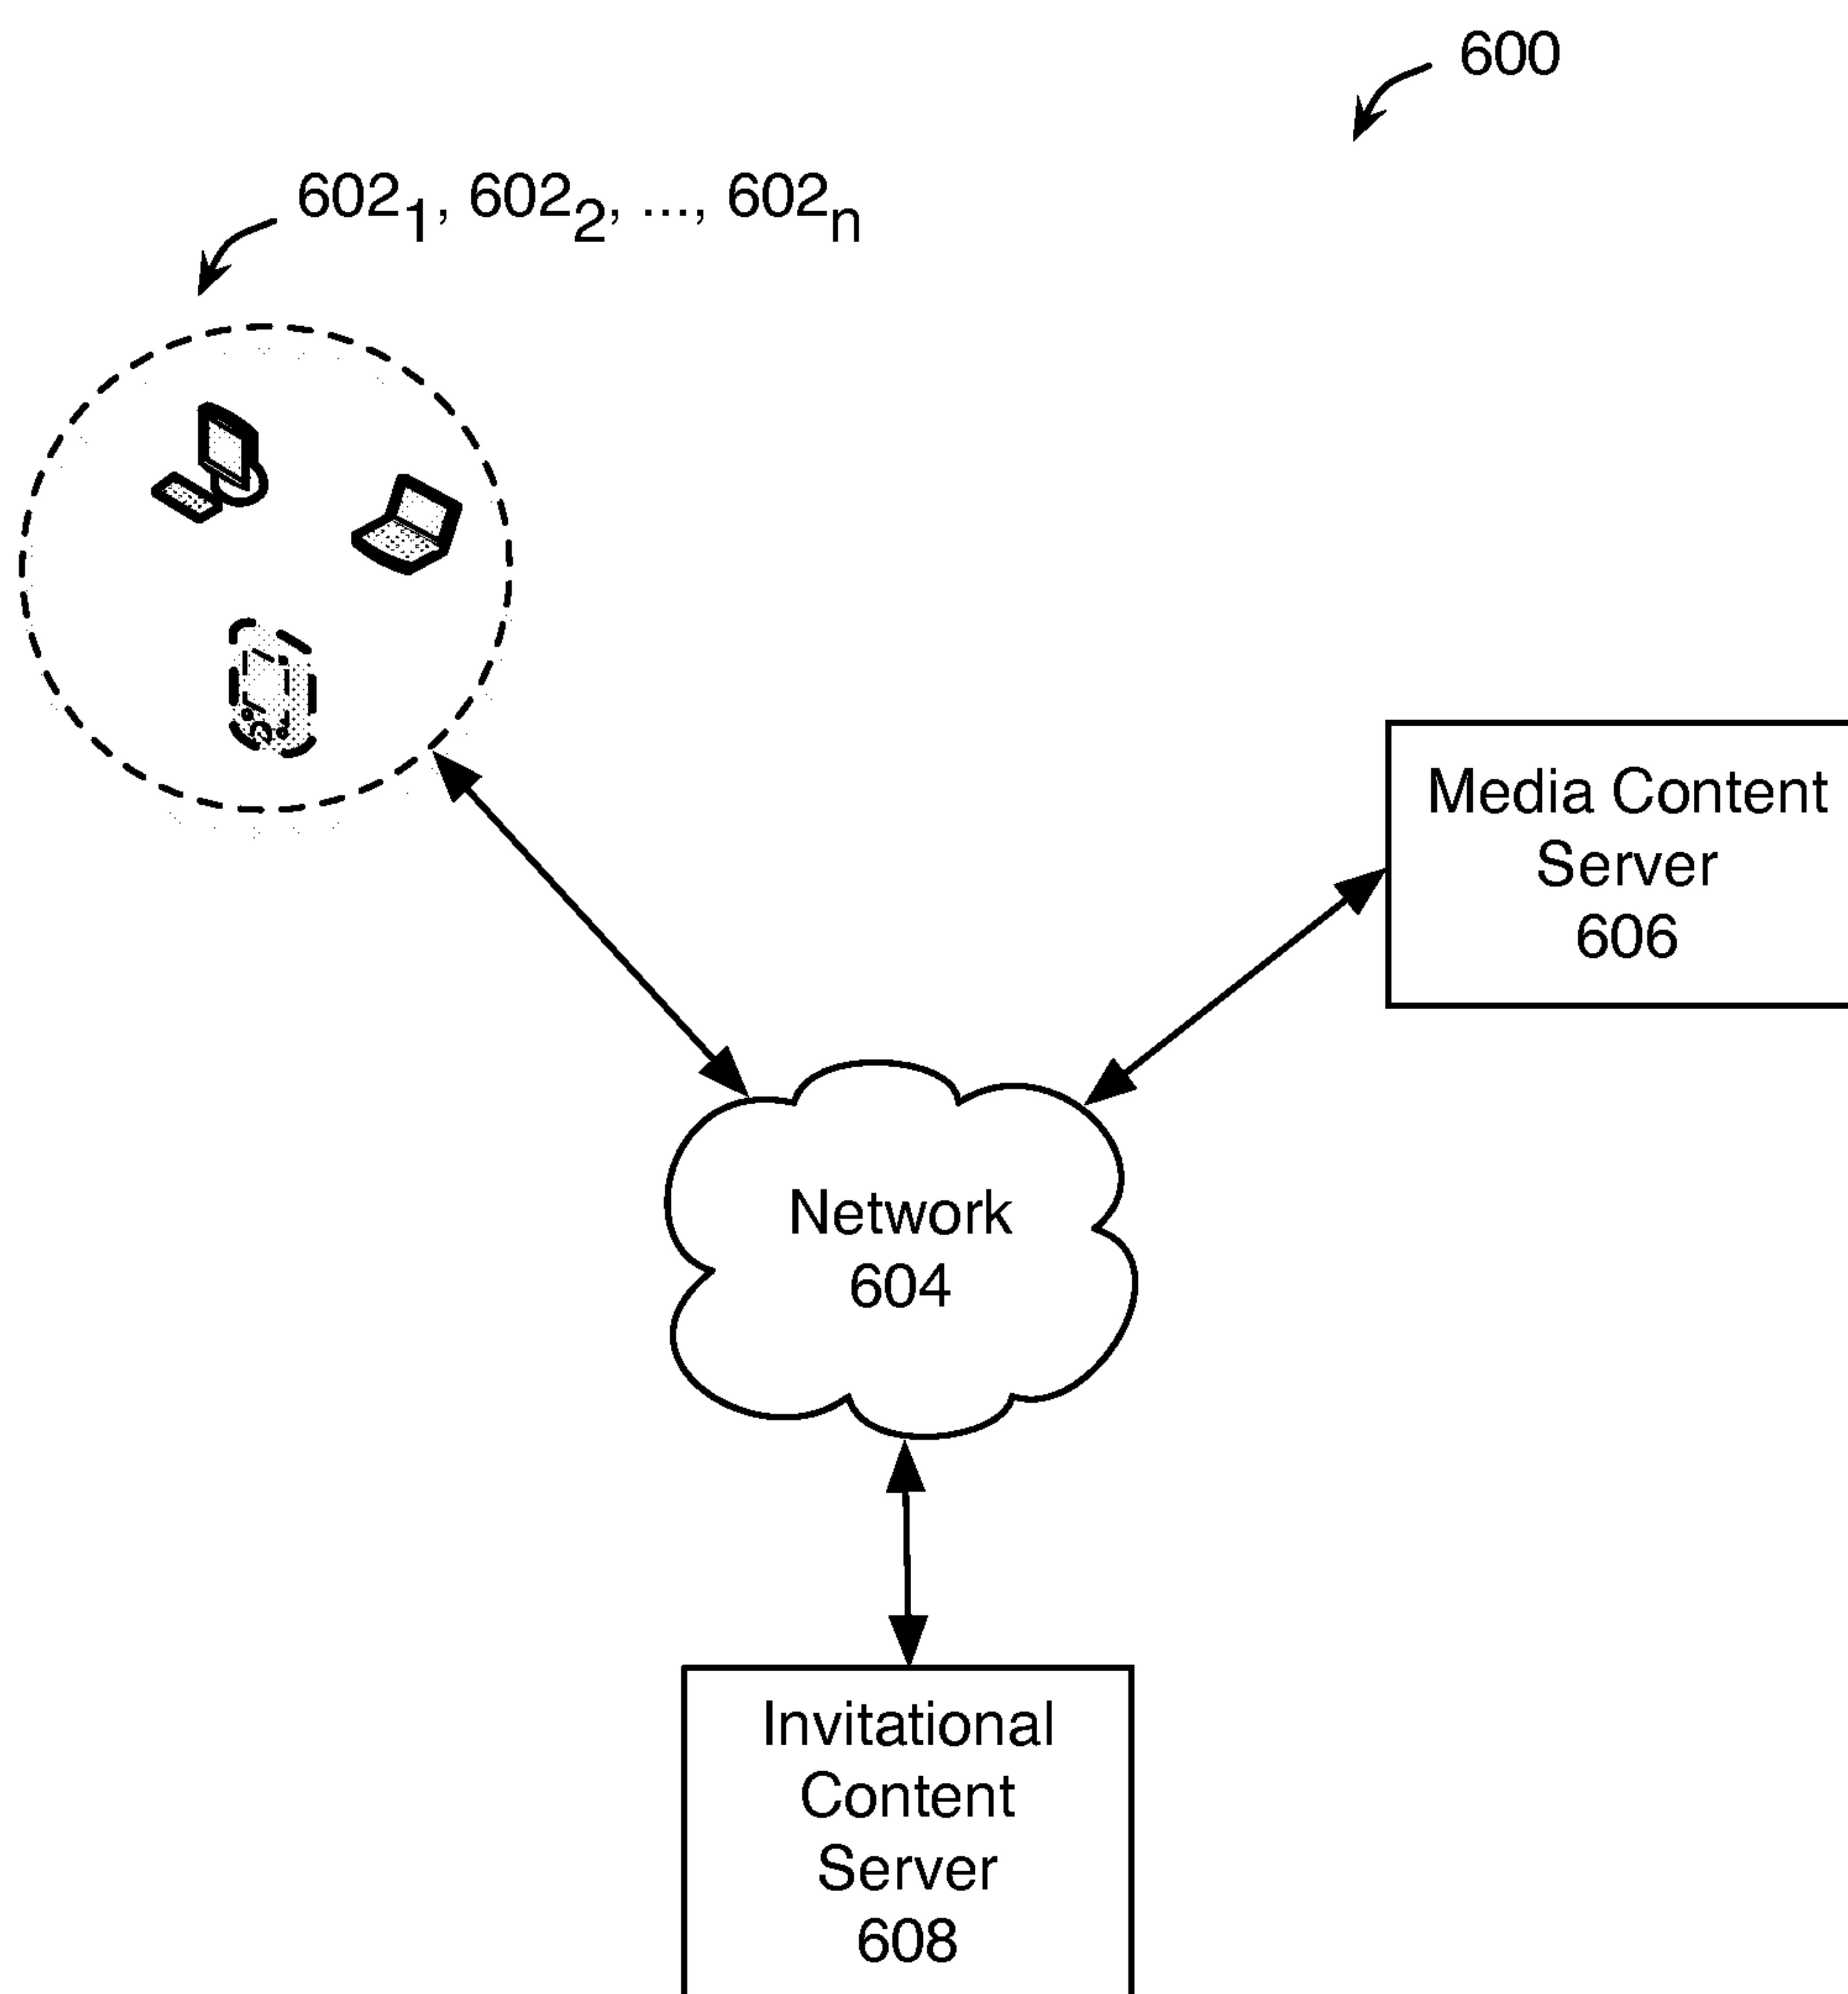 600
602₁, 602₂, ..., 602ₙ
Media Content
Server
606
Network
604
Invitational
Content
Server
608